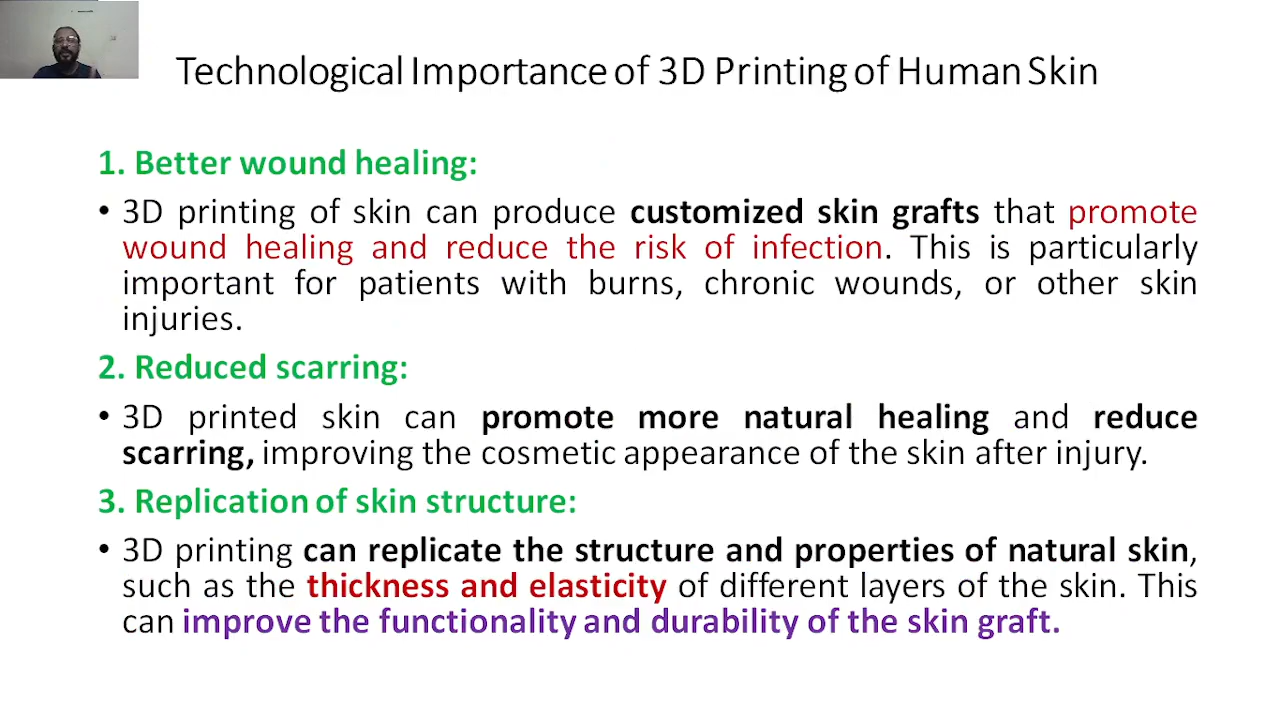 Technological Importance of 3D Printing of Human Skin
1. Better wound healing:
• 3D printing of skin can produce customized skin grafts that promote
wound healing and reduce the risk of infection. This is particularly
important for patients with burns, chronic wounds, or other skin
injuries.
2. Reduced scarring:
• 3D printed skin can promote more natural healing and reduce
scarring, improving the cosmetic appearance of the skin after injury.
3. Replication of skin structure:
• 3D printing can replicate the structure and properties of natural skin,
such as the thickness and elasticity of different layers of the skin. This
can improve the functionality and durability of the skin graft.